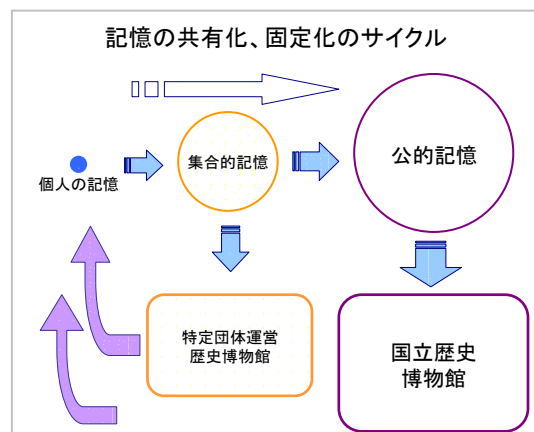 記憶の共有化、固定化のサイクル
個人の記憶
集合的記憶
公的記憶
特定団体運営
歴史博物館
国立歴史
博物館